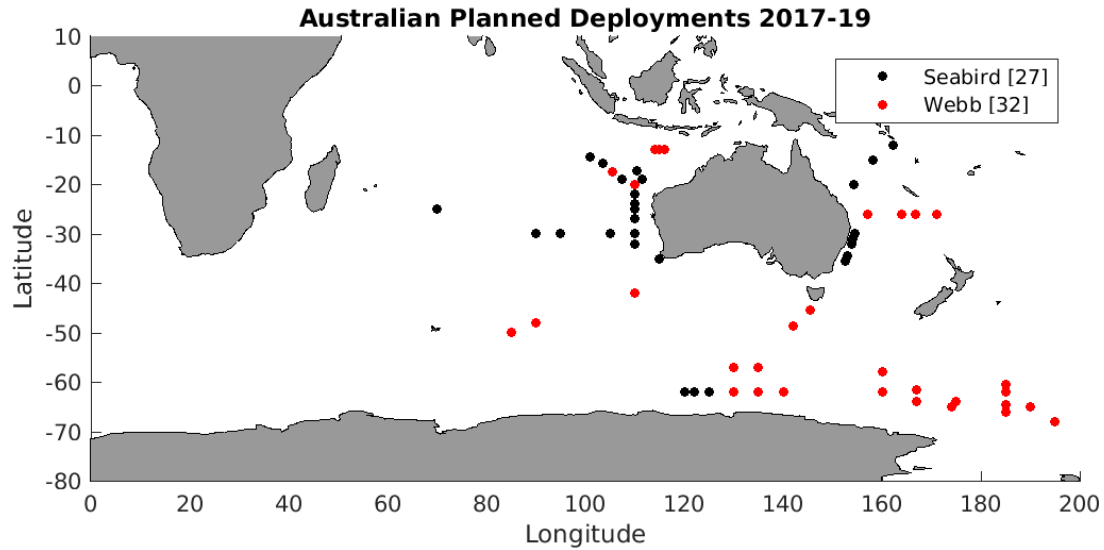 Australian Planned Deployments 2017-19
Seabird [27]
Webb [32]
Latitude
10
0
-10
-20
-30
-40
-50
-60
-70
-80
0 20 40 60 80 100 120 140 160 180 200
Longitude